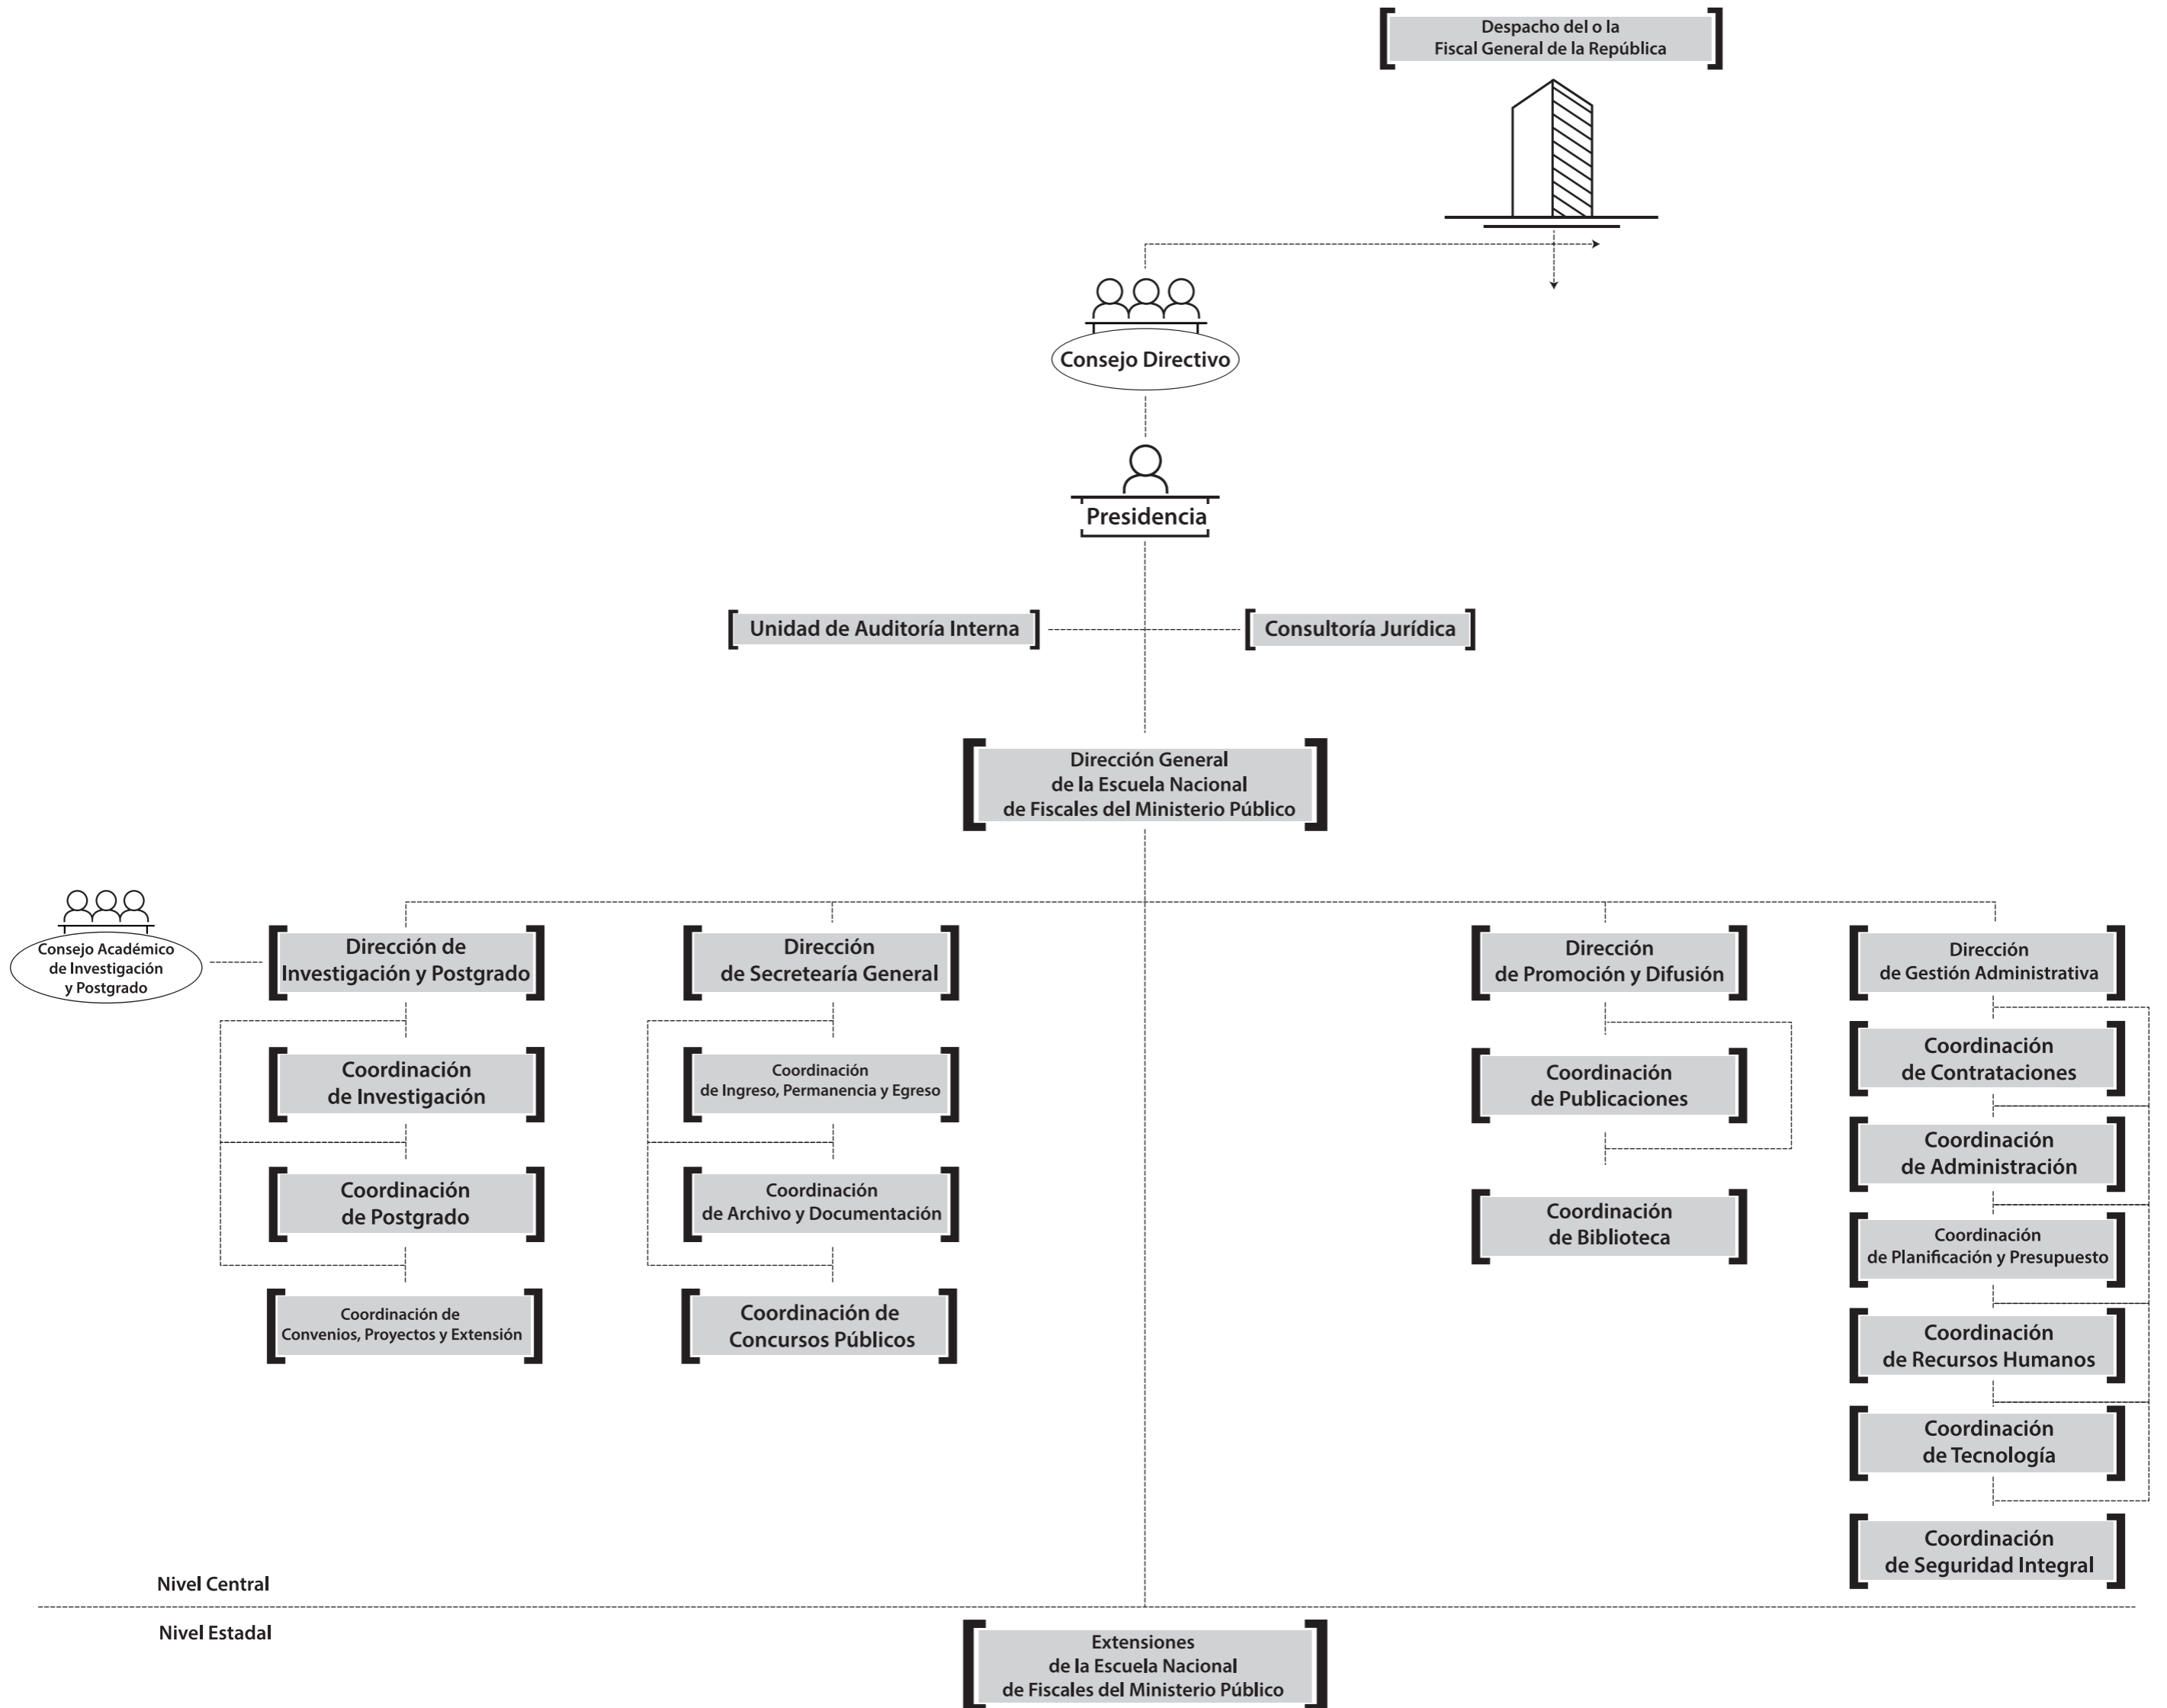 Despacho del o la
Fiscal General de la República
Consejo Directivo
Presidencia
Unidad de Auditoría Interna
Consultoría Jurídica
Dirección General
de la Escuela Nacional
de Fiscales del Ministerio Público
Consejo Académico
de Investigación
y Postgrado
Dirección de
Investigación y Postgrado
Coordinación
de Investigación
Coordinación
de Postgrado
Coordinación de
Convenios, Proyectos y Extensión
Dirección
de Secretearía General
Coordinación
de Ingreso, Permanencia y Egreso
Coordinación
de Archivo y Documentación
Coordinación de
Concursos Públicos
Dirección
de Promoción y Difusión
Coordinación
de Publicaciones
Coordinación
de Biblioteca
Dirección
de Gestión Administrativa
Coordinación
de Contrataciones
Coordinación
de Administración
Coordinación
de Planificación y Presupuesto
Coordinación
de Recursos Humanos
Coordinación
de Tecnología
Coordinación
de Seguridad Integral
Nivel Central
Nivel Estadal
Extensiones
de la Escuela Nacional
de Fiscales del Ministerio Público